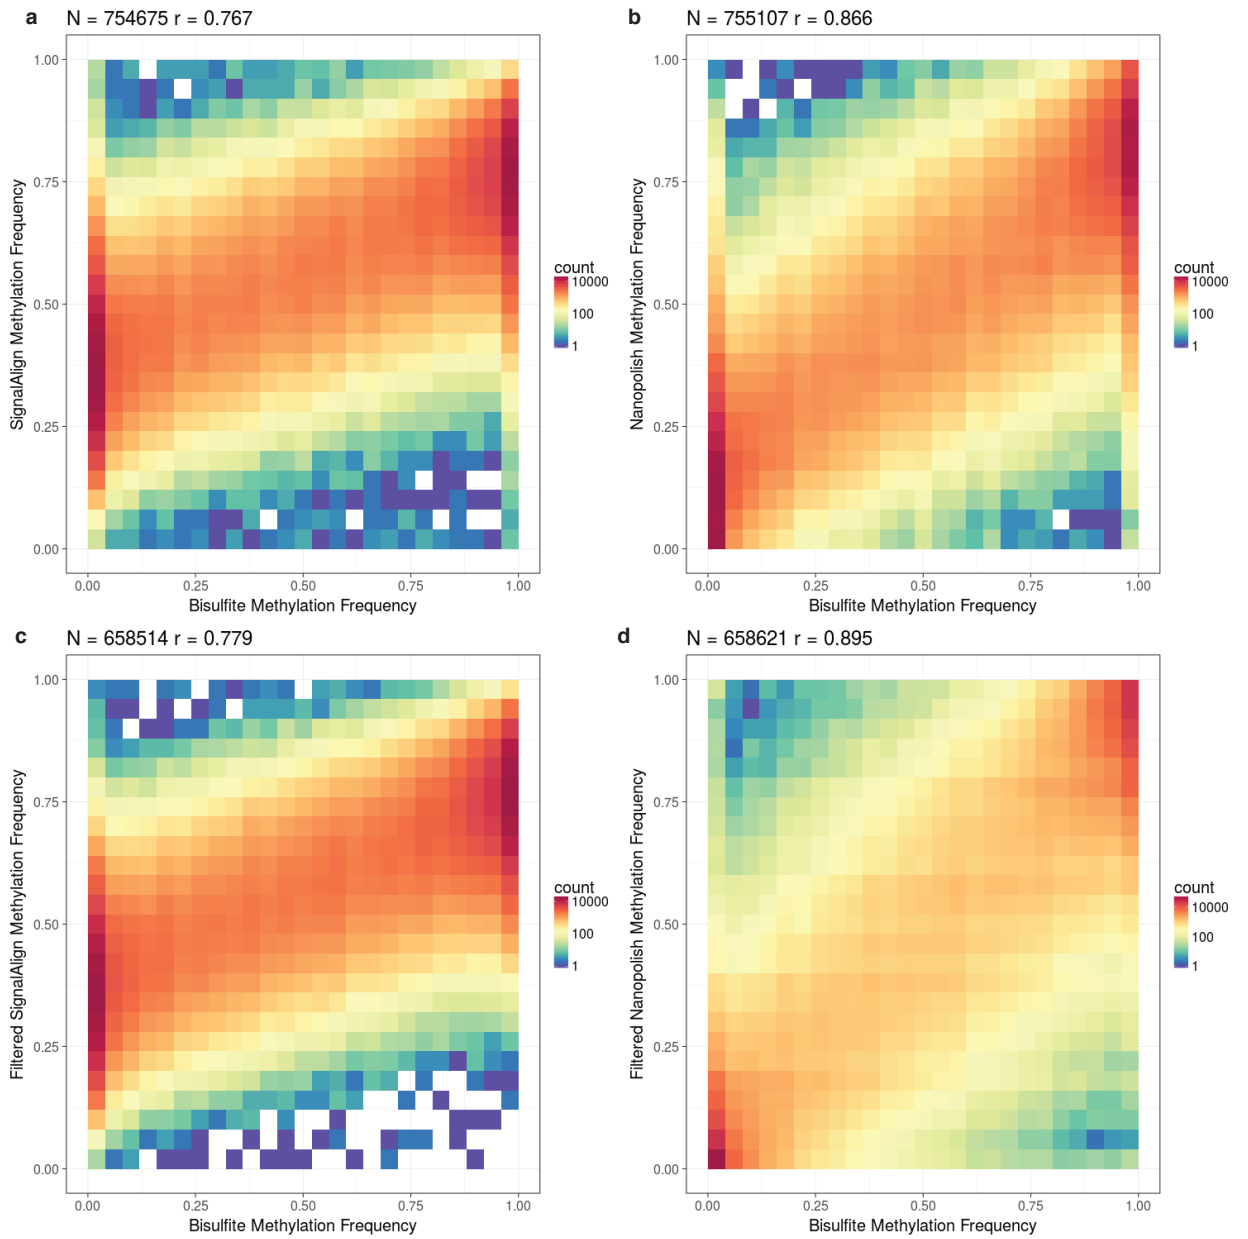 a
N = 754675 r = 0.767
SignalAlign Methylation Frequency
1.00
0.75
0.50
0.25
0.00
0.00 0.25 0.50 0.75 1.00
Bisulfite Methylation Frequency
count
10000
100
1
b
N = 755107 r = 0.866
Nanopolish Methylation Frequency
1.00
0.75
0.50
0.25
0.00
0.00 0.25 0.50 0.75 1.00
Bisulfite Methylation Frequency
count
10000
100
1
c
N = 658514 r = 0.779
Filtered SignalAlign Methylation Frequency
1.00
0.75
0.50
0.25
0.00
0.00 0.25 0.50 0.75 1.00
Bisulfite Methylation Frequency
count
10000
100
1
d
N = 658621 r = 0.895
Filtered Nanopolish Methylation Frequency
1.00
0.75
0.50
0.25
0.00
0.00 0.25 0.50 0.75 1.00
Bisulfite Methylation Frequency
count
10000
100
1